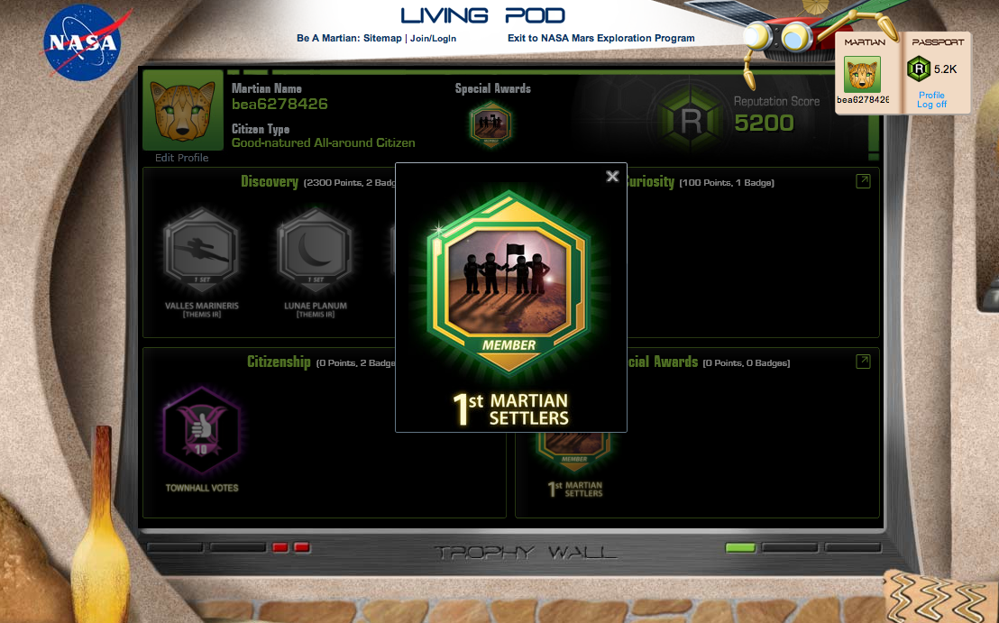 LIVING POD
NASA
Be A Martian: Sitemap | Join/LogIn
Exit to NASA Mars Exploration Program
MARTIAN PASSPORT
R 5.2K
bea6278426
Profile
Log off
Martian Name
bea6278426
Citizen Type
Good-natured All-around Citizen
Edit Profile
Special Awards
MEMBER
R
Reputation Score
5200
Discovery (2300 Points, 2 Badg
1 SET
VALLES MARINERIS
[THEMIS IR]
1 SET
LUNAE PLANUM
[THEMIS IR]
uriosity (100 Points, 1 Badge)
MEMBER
1st MARTIAN
SETTLERS
Citizenship (0 Points, 2 Badge
10
TOWNHALL VOTES
cial Awards (0 Points, 0 Badges)
MEMBER
1st MARTIAN
SETTLERS
TROPHY WALL